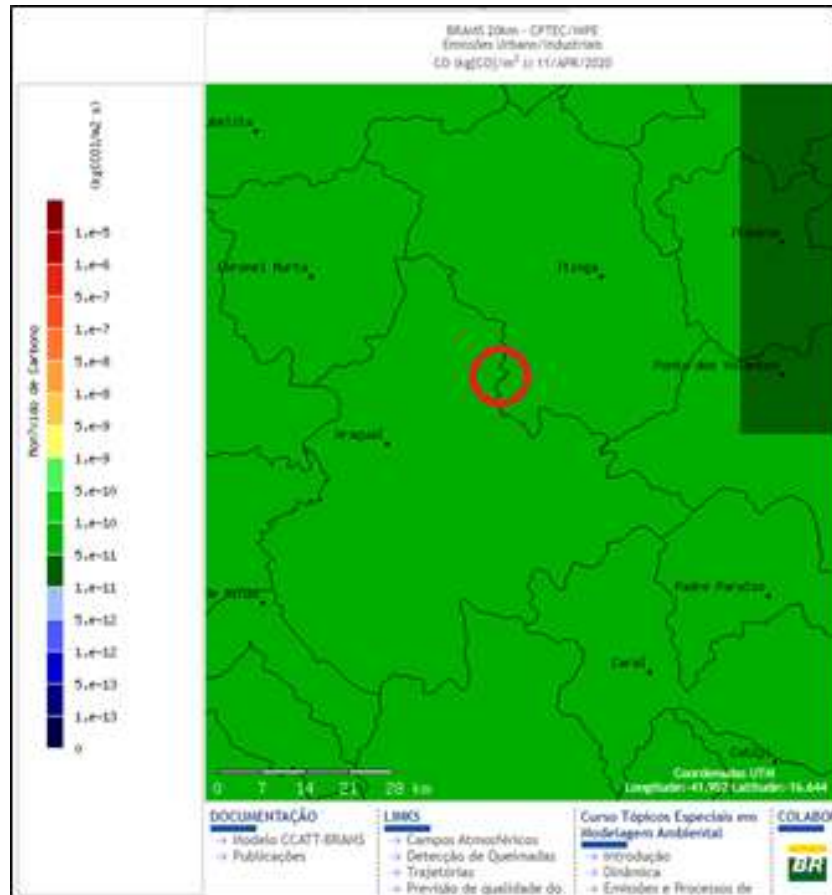 BRAMS 20km - CPTEC/INPE
Emissões Urbano/Industriais
CO (kg[CO]/m² s) 11/APR/2020
(kg[CO]/m2 s)
Mon?xido de Carbono
1.e-5
1.e-6
5.e-7
1.e-7
5.e-8
1.e-8
5.e-9
1.e-9
5.e-10
1.e-10
5.e-11
1.e-11
5.e-12
1.e-12
5.e-13
1.e-13
0
Coronel Murta
Itinga
Ponto dos Volantes
Araçuaí
Padre Paraíso
Caraí
Catuji
0 7 14 21 28 km
Coordenadas UTM
Longitude:-41.902 Latitude:-16.644
DOCUMENTAÇÃO
→ Modelo CCATT-BRAMS
→ Publicações
LINKS
→ Campos Atmosféricos
→ Detecção de Queimadas
→ Trajetórias
→ Previsão de qualidade do
Curso Tópicos Especiais em
Modelagem Ambiental
→ Introdução
→ Dinâmica
→ Emissões e Processos de
COLABO
BR